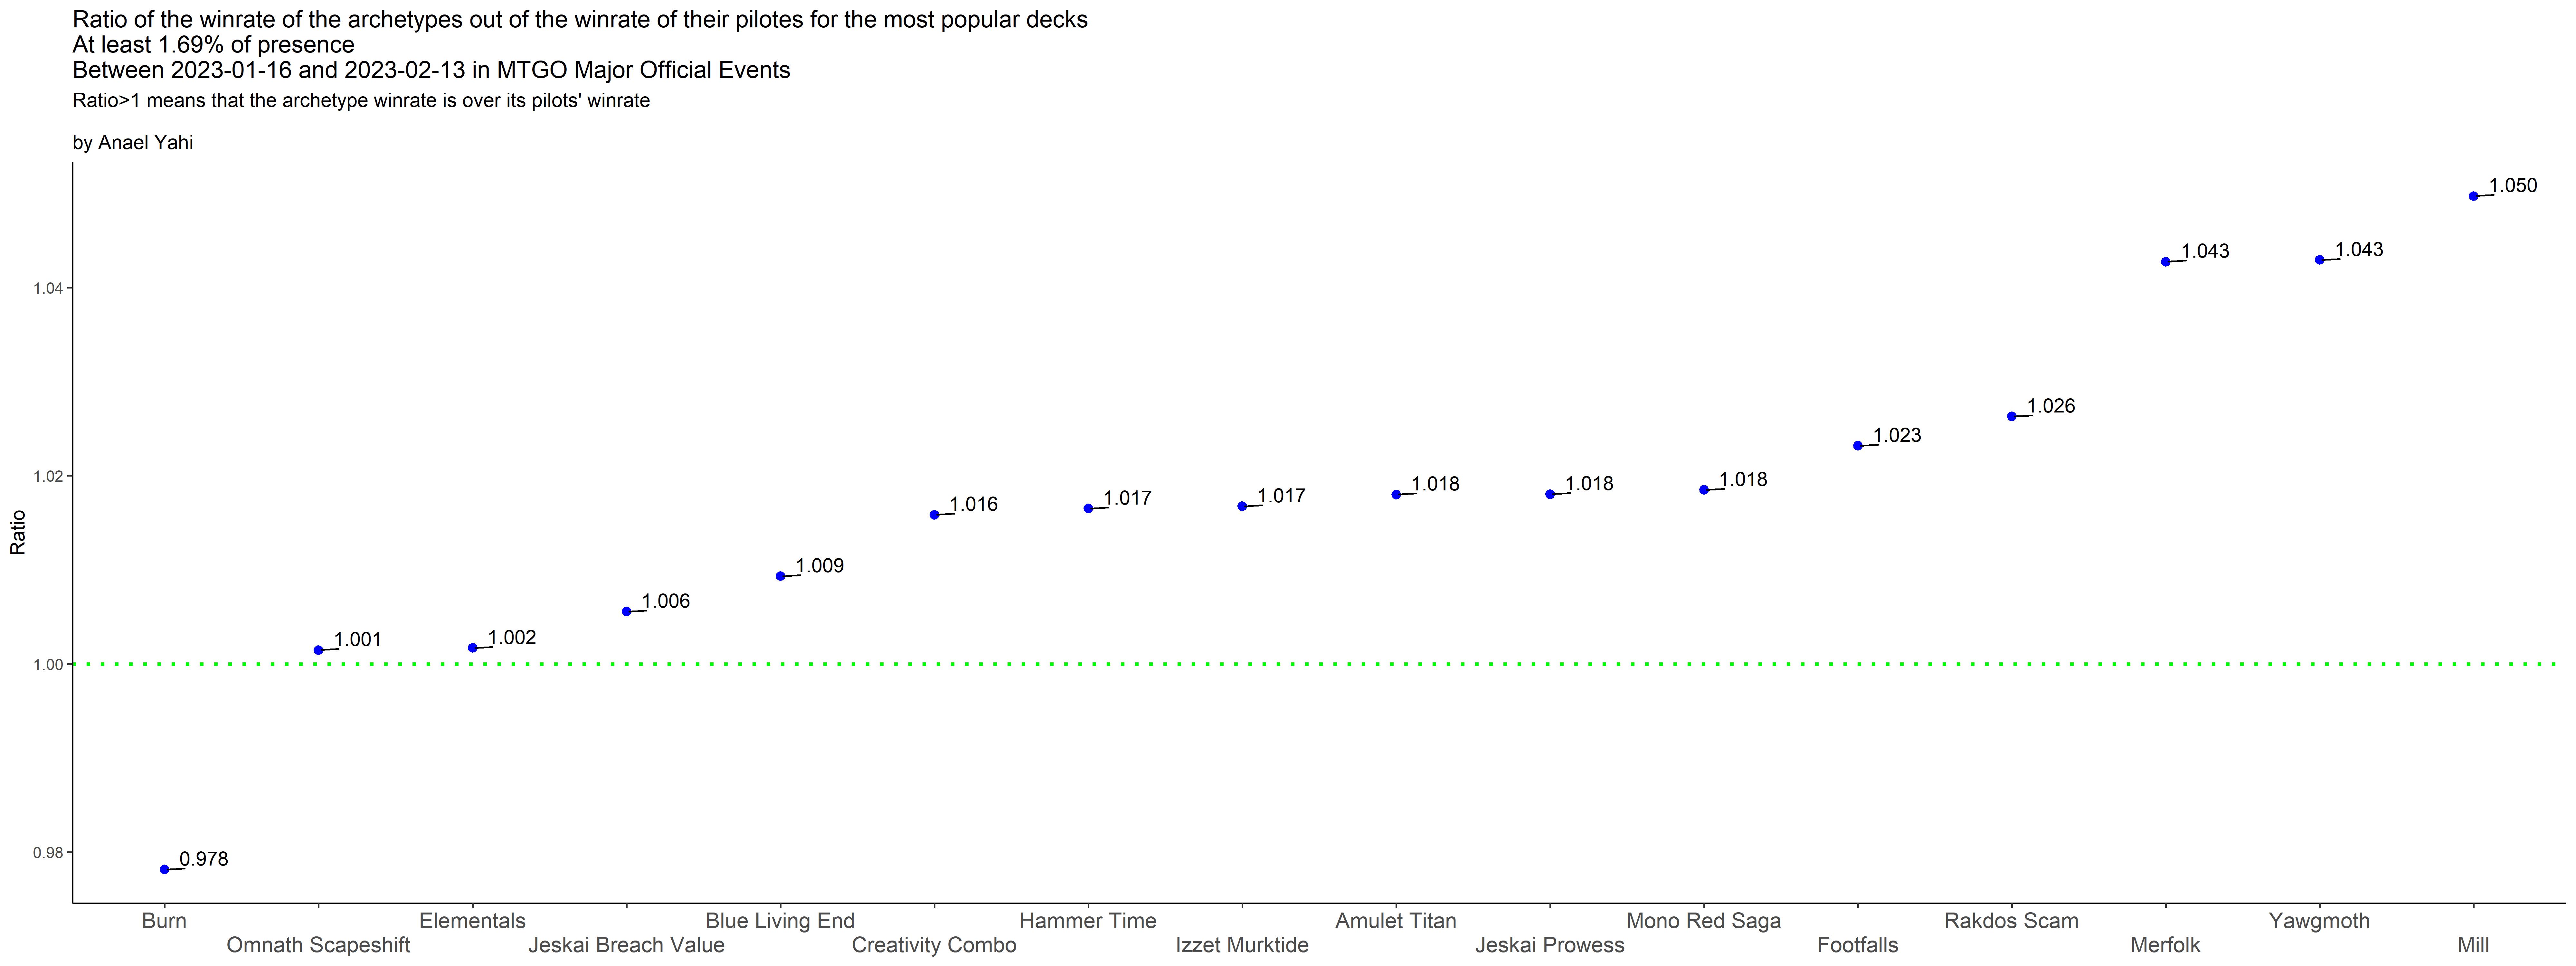 Ratio of the winrate of the archetypes out of the winrate of their pilotes for the most popular decks
At least 1.69% of presence
Between 2023-01-16 and 2023-02-13 in MTGO Major Official Events
Ratio>1 means that the archetype winrate is over its pilots' winrate
by Anael Yahi
1.050
1.043
1.043
1.04
1.026
1.023
1.02
1.018
1.018
1.018
1.017
1.017
1.016
Ratio
1.009
1.006
1.002
1.001
1.00
0.98
0.978
Burn
Elementals
Blue Living End
Hammer Time
Amulet Titan
Mono Red Saga
Rakdos Scam
Yawgmoth
Omnath Scapeshift
Jeskai Breach Value
Creativity Combo
Izzet Murktide
Jeskai Prowess
Footfalls
Merfolk
Mill